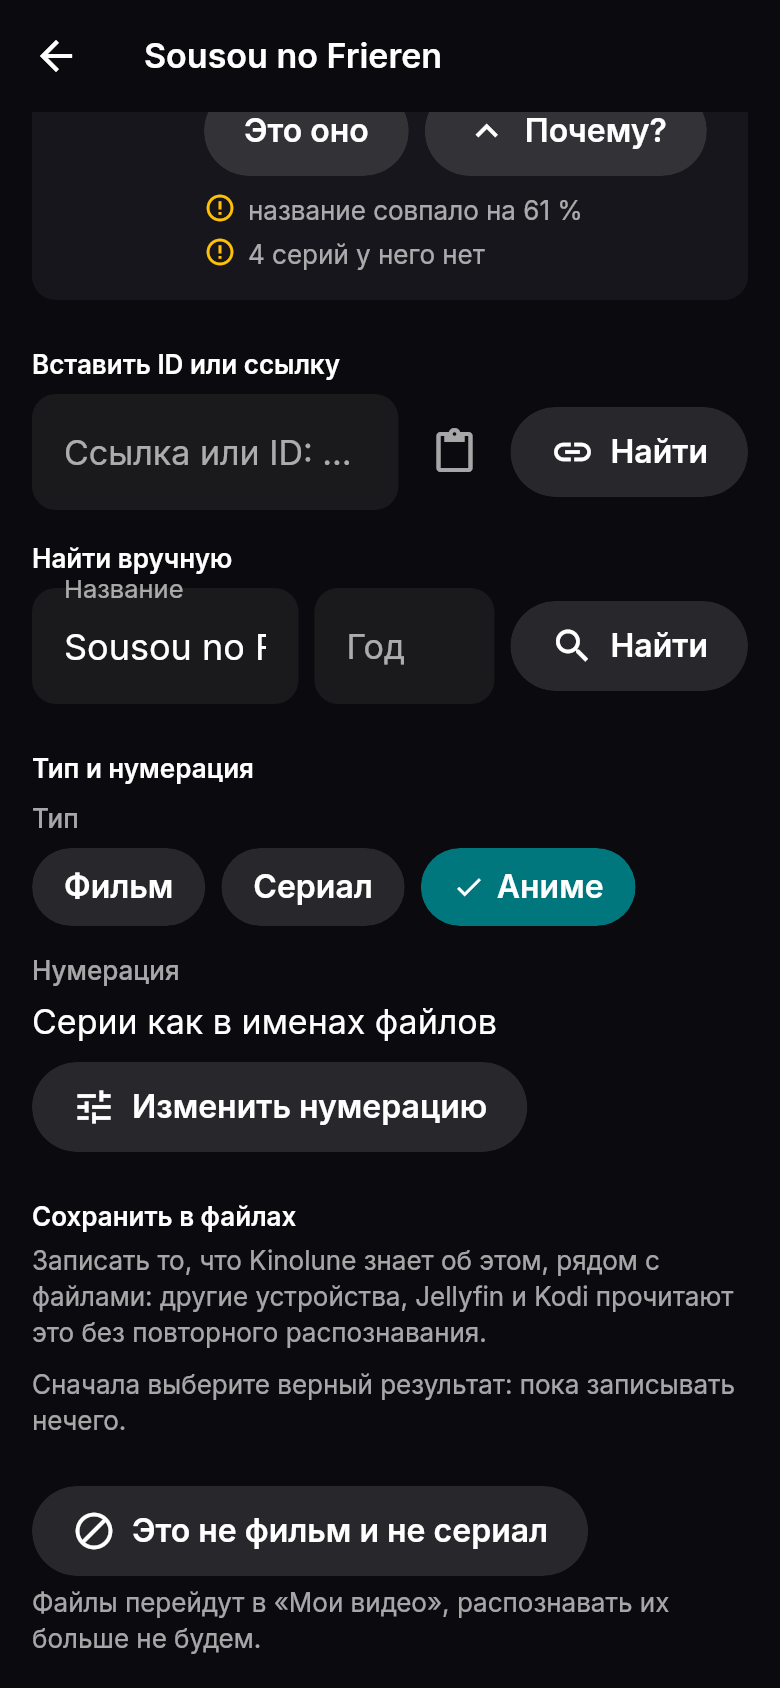 Sousou no Frieren
Это оно
Почему?
название совпало на 61 %
4 серий у него нет
Вставить ID или ссылку
Ссылка или ID: ...
Найти
Найти вручную
Название
Sousou no F
Год
Найти
Тип и нумерация
Тип
Фильм
Сериал
Аниме
Нумерация
Серии как в именах файлов
Изменить нумерацию
Сохранить в файлах
Записать то, что Kinolune знает об этом, рядом с
файлами: другие устройства, Jellyfin и Kodi прочитают
это без повторного распознавания.
Сначала выберите верный результат: пока записывать
нечего.
Это не фильм и не сериал
Файлы перейдут в «Мои видео», распознавать их
больше не будем.